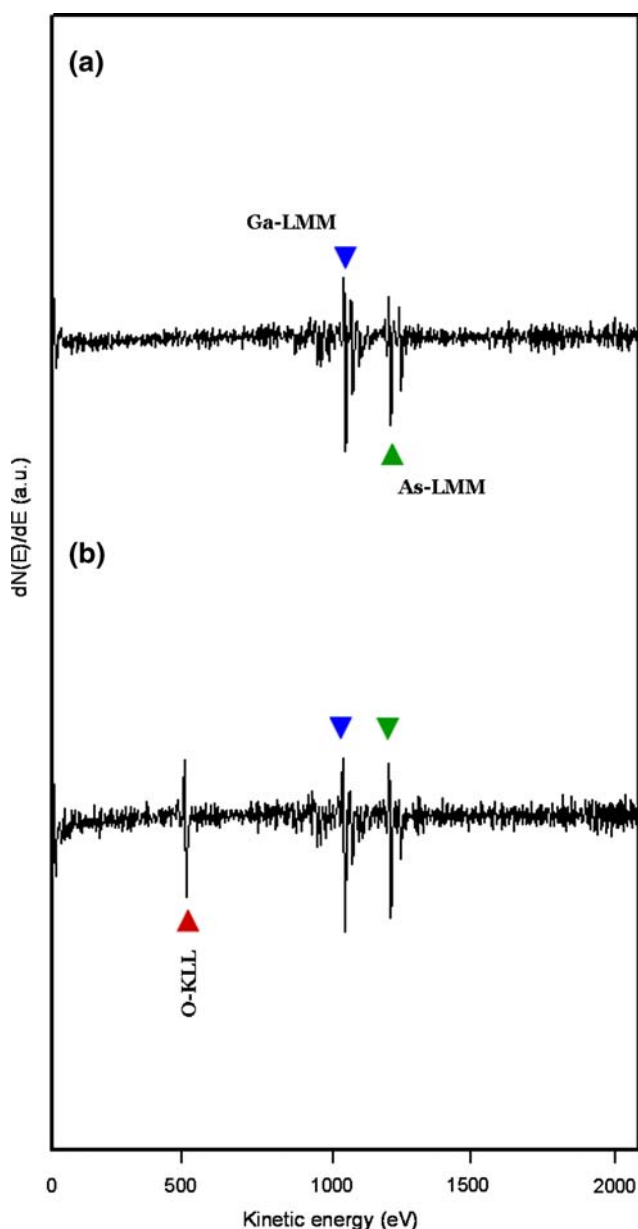 (a)
Ga-LMM
As-LMM
dN(E)/dE (a.u.)
(b)
O-KLL
0 500 1000 1500 2000
Kinetic energy (eV)